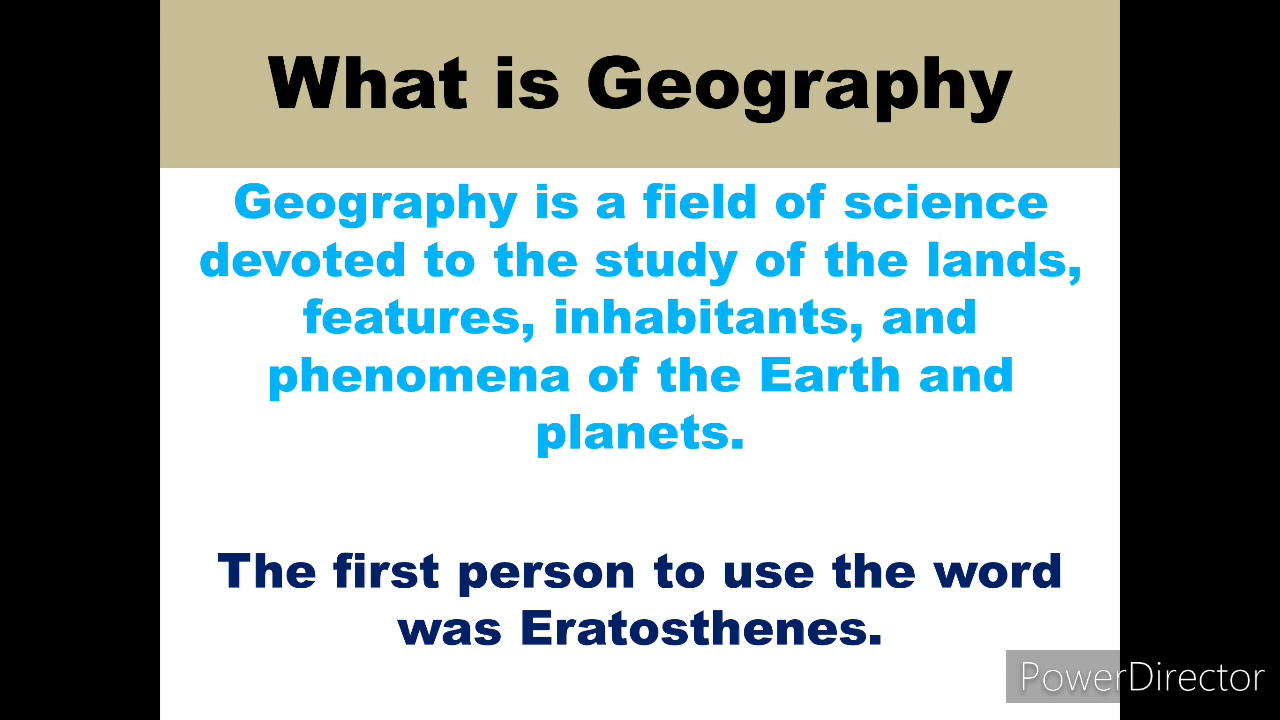 What is Geography
Geography is a field of science
devoted to the study of the lands,
features, inhabitants, and
phenomena of the Earth and
planets.
The first person to use the word
was Eratosthenes.
PowerDirector